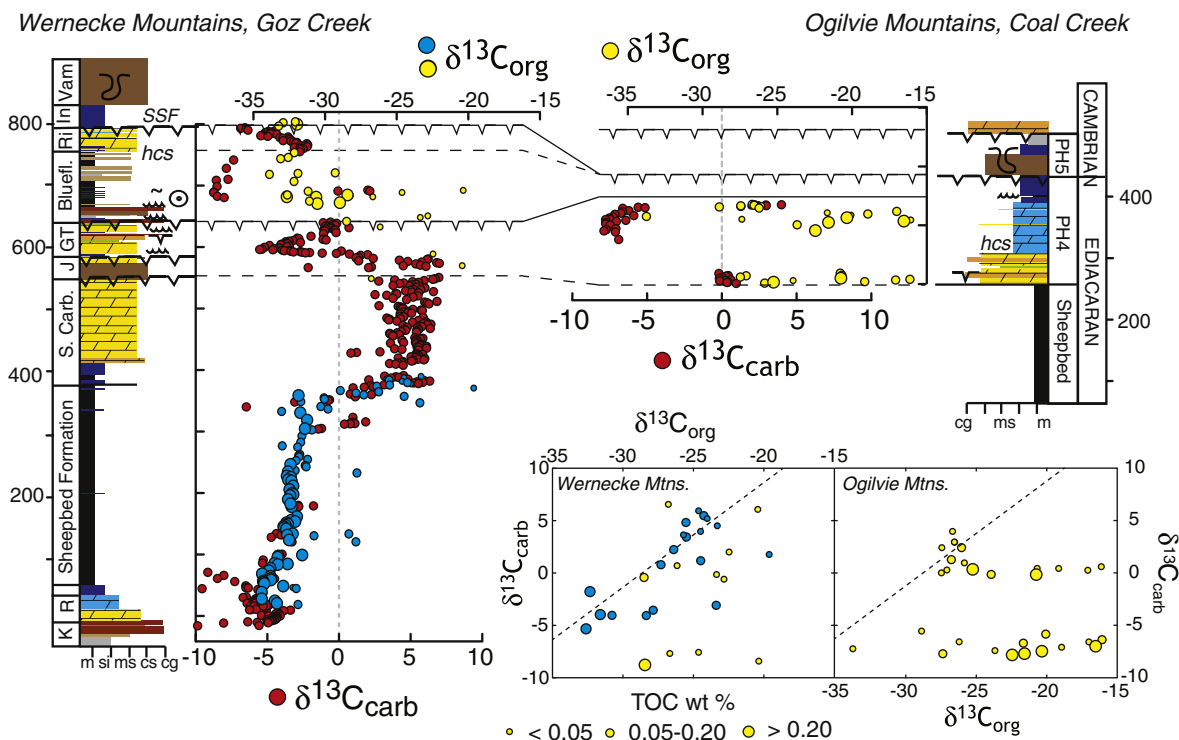 Wernecke Mountains, Goz Creek
Ogilvie Mountains, Coal Creek
δ13Corg
δ13Corg
-35 -30 -25 -20 -15
-35 -30 -25 -20 -15
Vam
In
Ri
Bluefl.
GT
J
S. Carb.
Sheepbed Formation
R
K
800
600
400
200
SSF
hcs
~
m si ms cs cg
-10 -5 0 5 10
δ13Ccarb
-10 -5 0 5 10
δ13Ccarb
hcs
PH5
PH4
Sheepbed
CAMBRIAN
EDIACARAN
400
200
cg ms m
δ13Corg
-35 -30 -25 -20 -15
-35 -30 -25 -20 -15
Wernecke Mtns.
Ogilvie Mtns.
10
5
0
-5
-10
δ13Ccarb
10
5
0
-5
-10
δ13Ccarb
-35 -30 -25 -20 -15
δ13Corg
TOC wt %
< 0.05 0.05-0.20 > 0.20